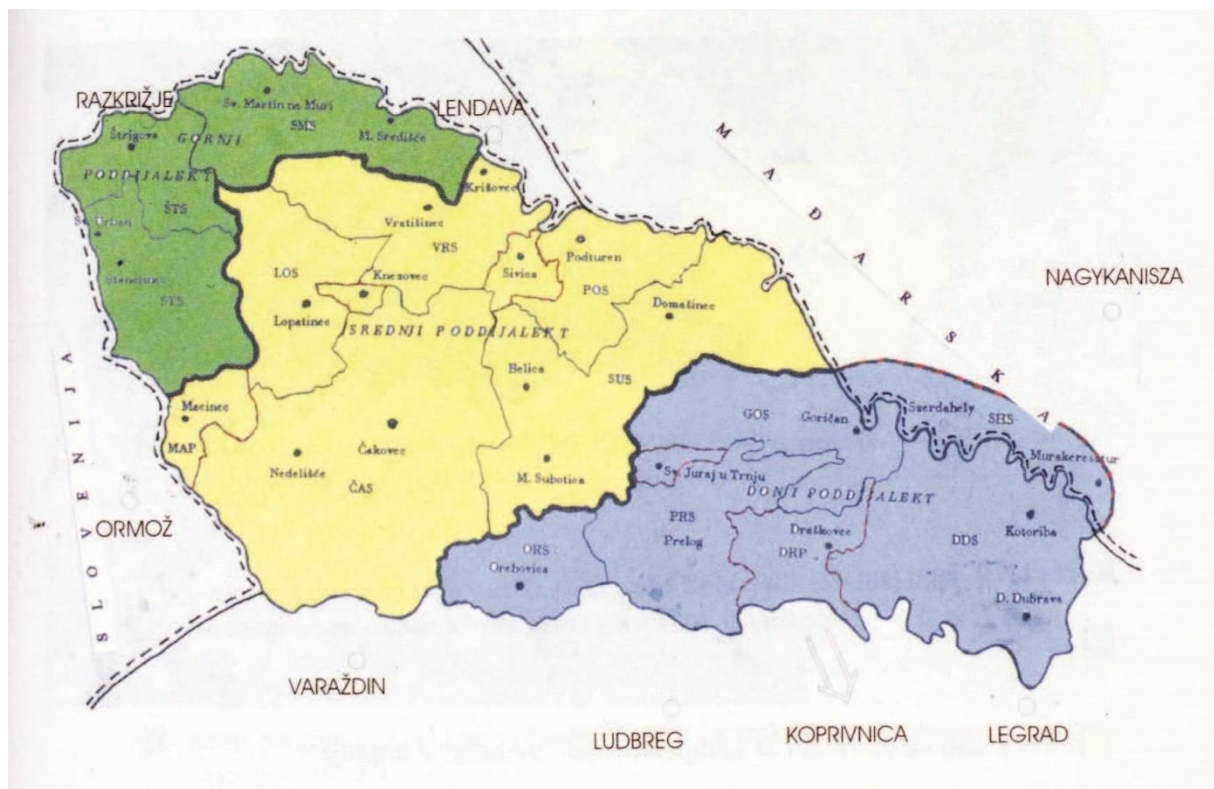 RAZKRIŽJE
LENDAVA
Sv. Martin na Muri
SMS
M. Središće
Štrigova
GORNJI
PODDIJALEKT
ŠTS
Sv. Urban
STS
Križovec
Vratišinec
VRS
LOS
Knezovec
Sivica
Podturen
POS
Lopatinec
Domašinec
SREDNJI PODDIJALEKT
Belica
SUS
Macinec
MAP
Čakovec
Nedelišće
ČAS
M. Subotica
MAĐARSKA
NAGYKANISZA
SLOVENIJA
ORMOŽ
GOS
Goričan
Szerdahely
SHS
Murakeresztur
Sv. Juraj u Trnju
DONJI PODDIJALEKT
PRS
Prelog
Draškovec
DRP
DDS
Kotoriba
ORS
Orehovica
D. Dubrava
VARAŽDIN
LUDBREG
KOPRIVNICA
LEGRAD